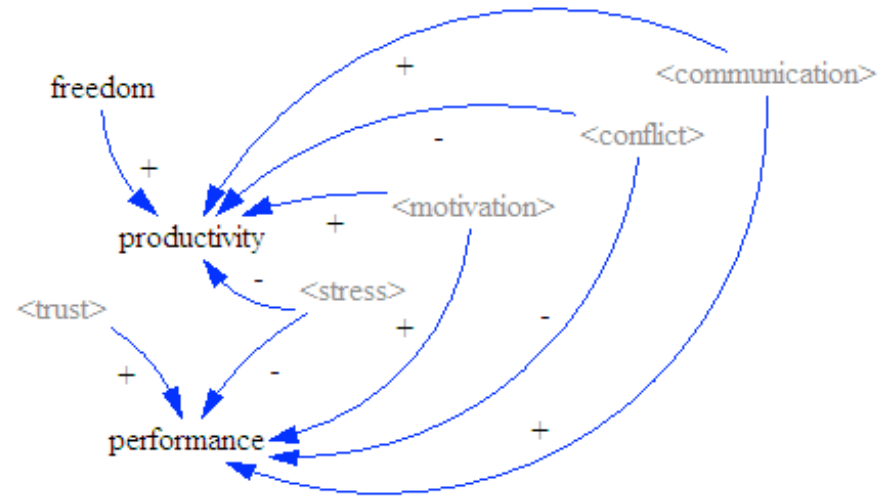 +
<communication>
freedom
-
<conflict>
+
<motivation>
+
productivity
-
<stress>
<trust>
-
+
+
-
performance
+